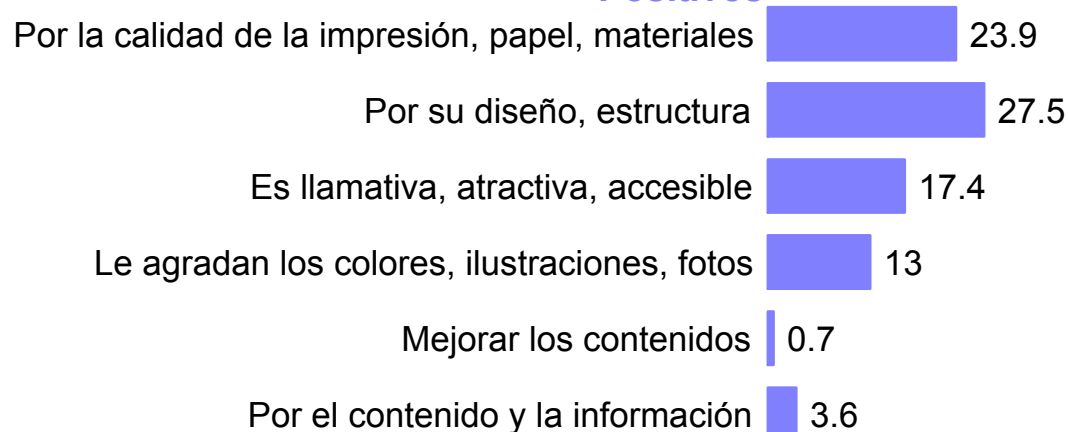 Por la calidad de la impresión, papel, materiales 23.9
Por su diseño, estructura 27.5
Es llamativa, atractiva, accesible 17.4
Le agradan los colores, ilustraciones, fotos 13
Mejorar los contenidos 0.7
Por el contenido y la información 3.6